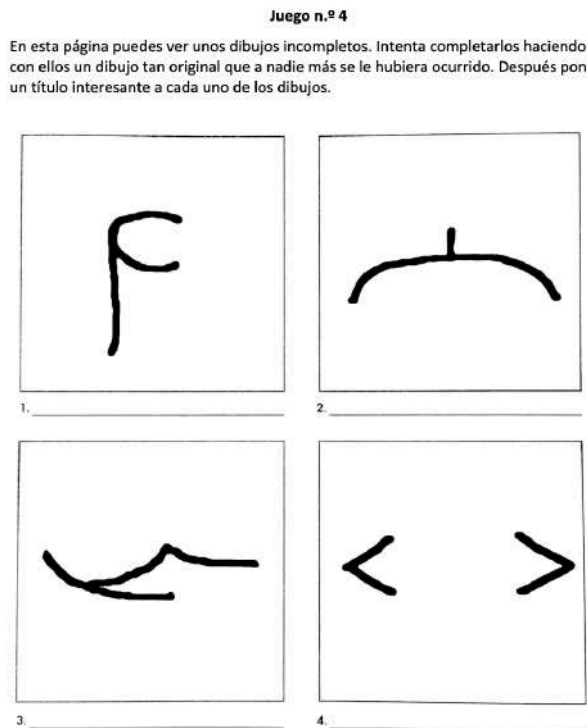 Juego n.º 4
En esta página puedes ver unos dibujos incompletos. Intenta completarlos haciendo
con ellos un dibujo tan original que a nadie más se le hubiera ocurrido. Después pon
un título interesante a cada uno de los dibujos.
1.
2.
3.
4.